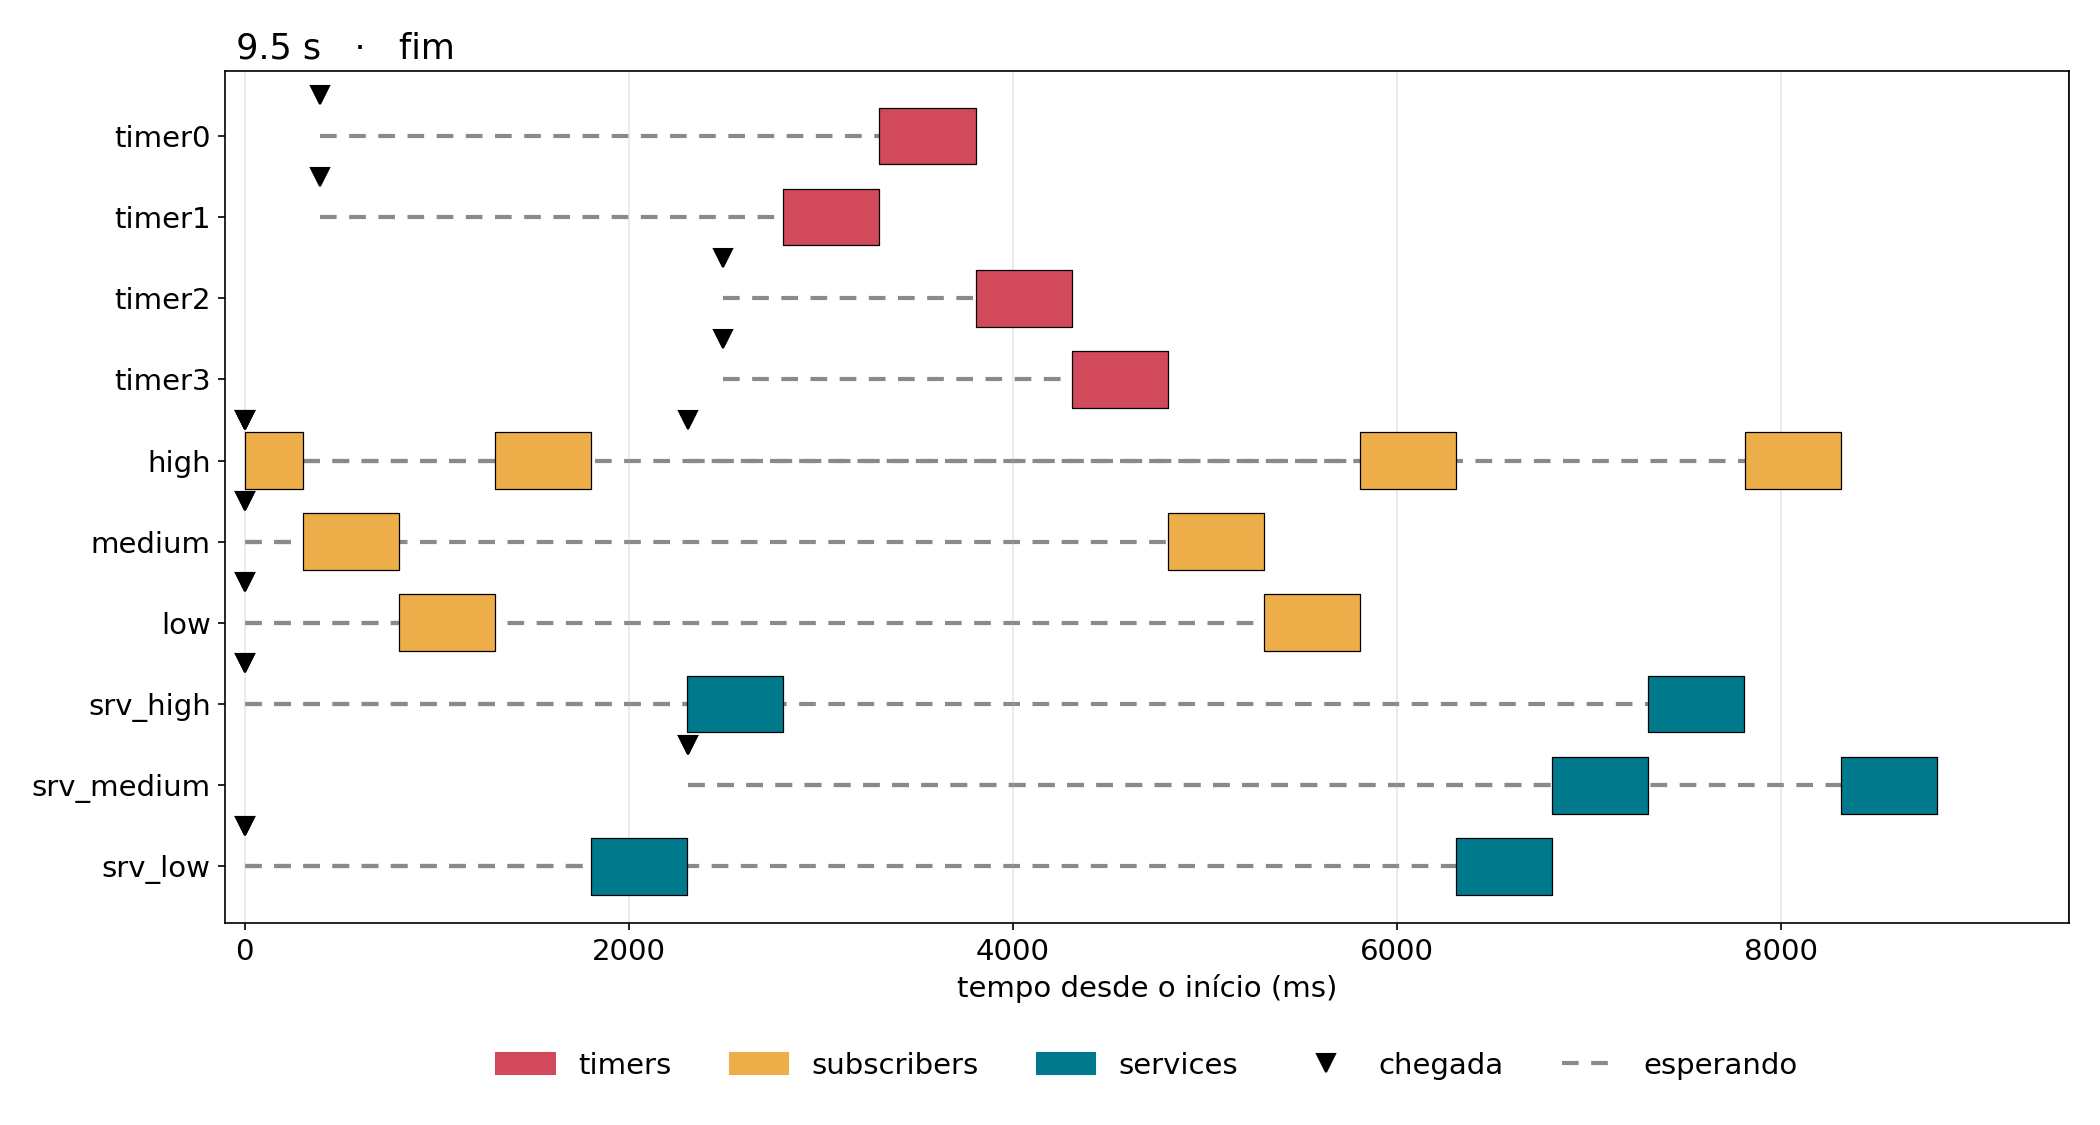 9.5 s · fim
timer0
timer1
timer2
timer3
high
medium
low
srv_high
srv_medium
srv_low
0 2000 4000 6000 8000
tempo desde o início (ms)
timers subscribers services chegada esperando